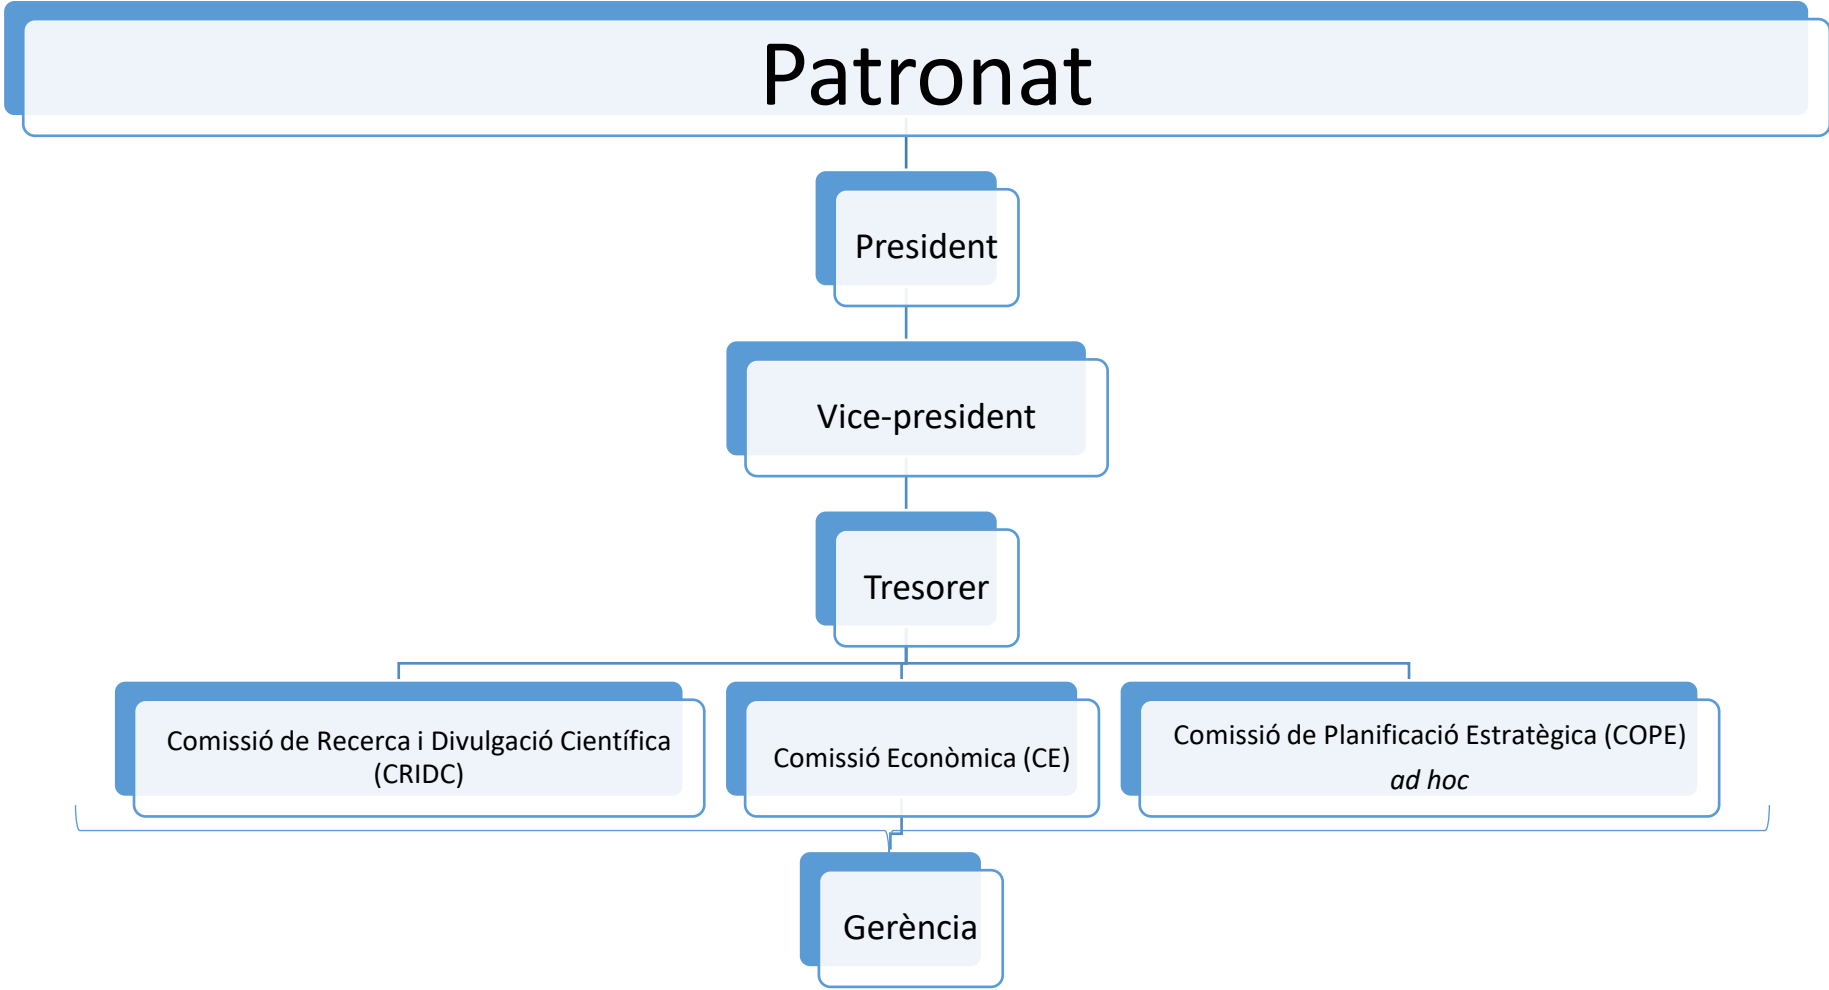 Patronat
President
Vice-president
Tresorer
Comissió de Recerca i Divulgació Científica
(CRIDC)
Comissió Econòmica (CE)
Comissió de Planificació Estratègica (COPE)
ad hoc
Gerència